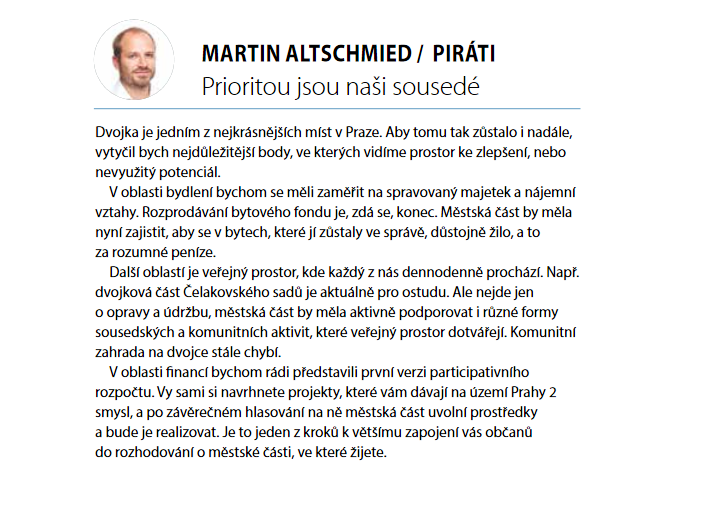 MARTIN ALTSCHMIED / PIRÁTI
Prioritou jsou naši sousedé
Dvojka je jedním z nejkrásnějších míst v Praze. Aby tomu tak zůstalo i nadále,
vytyčil bych nejdůležitější body, ve kterých vidíme prostor ke zlepšení, nebo
nevyužitý potenciál.
V oblasti bydlení bychom se měli zaměřit na spravovaný majetek a nájemní
vztahy. Rozprodávání bytového fondu je, zdá se, konec. Městská část by měla
nyní zajistit, aby se v bytech, které jí zůstaly ve správě, důstojně žilo, a to
za rozumné peníze.
Další oblastí je veřejný prostor, kde každý z nás dennodenně prochází. Např.
dvojková část Čelakovského sadů je aktuálně pro ostudu. Ale nejde jen
o opravy a údržbu, městská část by měla aktivně podporovat i různé formy
sousedských a komunitních aktivit, které veřejný prostor dotvářejí. Komunitní
zahrada na dvojce stále chybí.
V oblasti financí bychom rádi představili první verzi participativního
rozpočtu. Vy sami si navrhnete projekty, které vám dávají na území Prahy 2
smysl, a po závěrečném hlasování na ně městská část uvolní prostředky
a bude je realizovat. Je to jeden z kroků k většímu zapojení vás občanů
do rozhodování o městské části, ve které žijete.